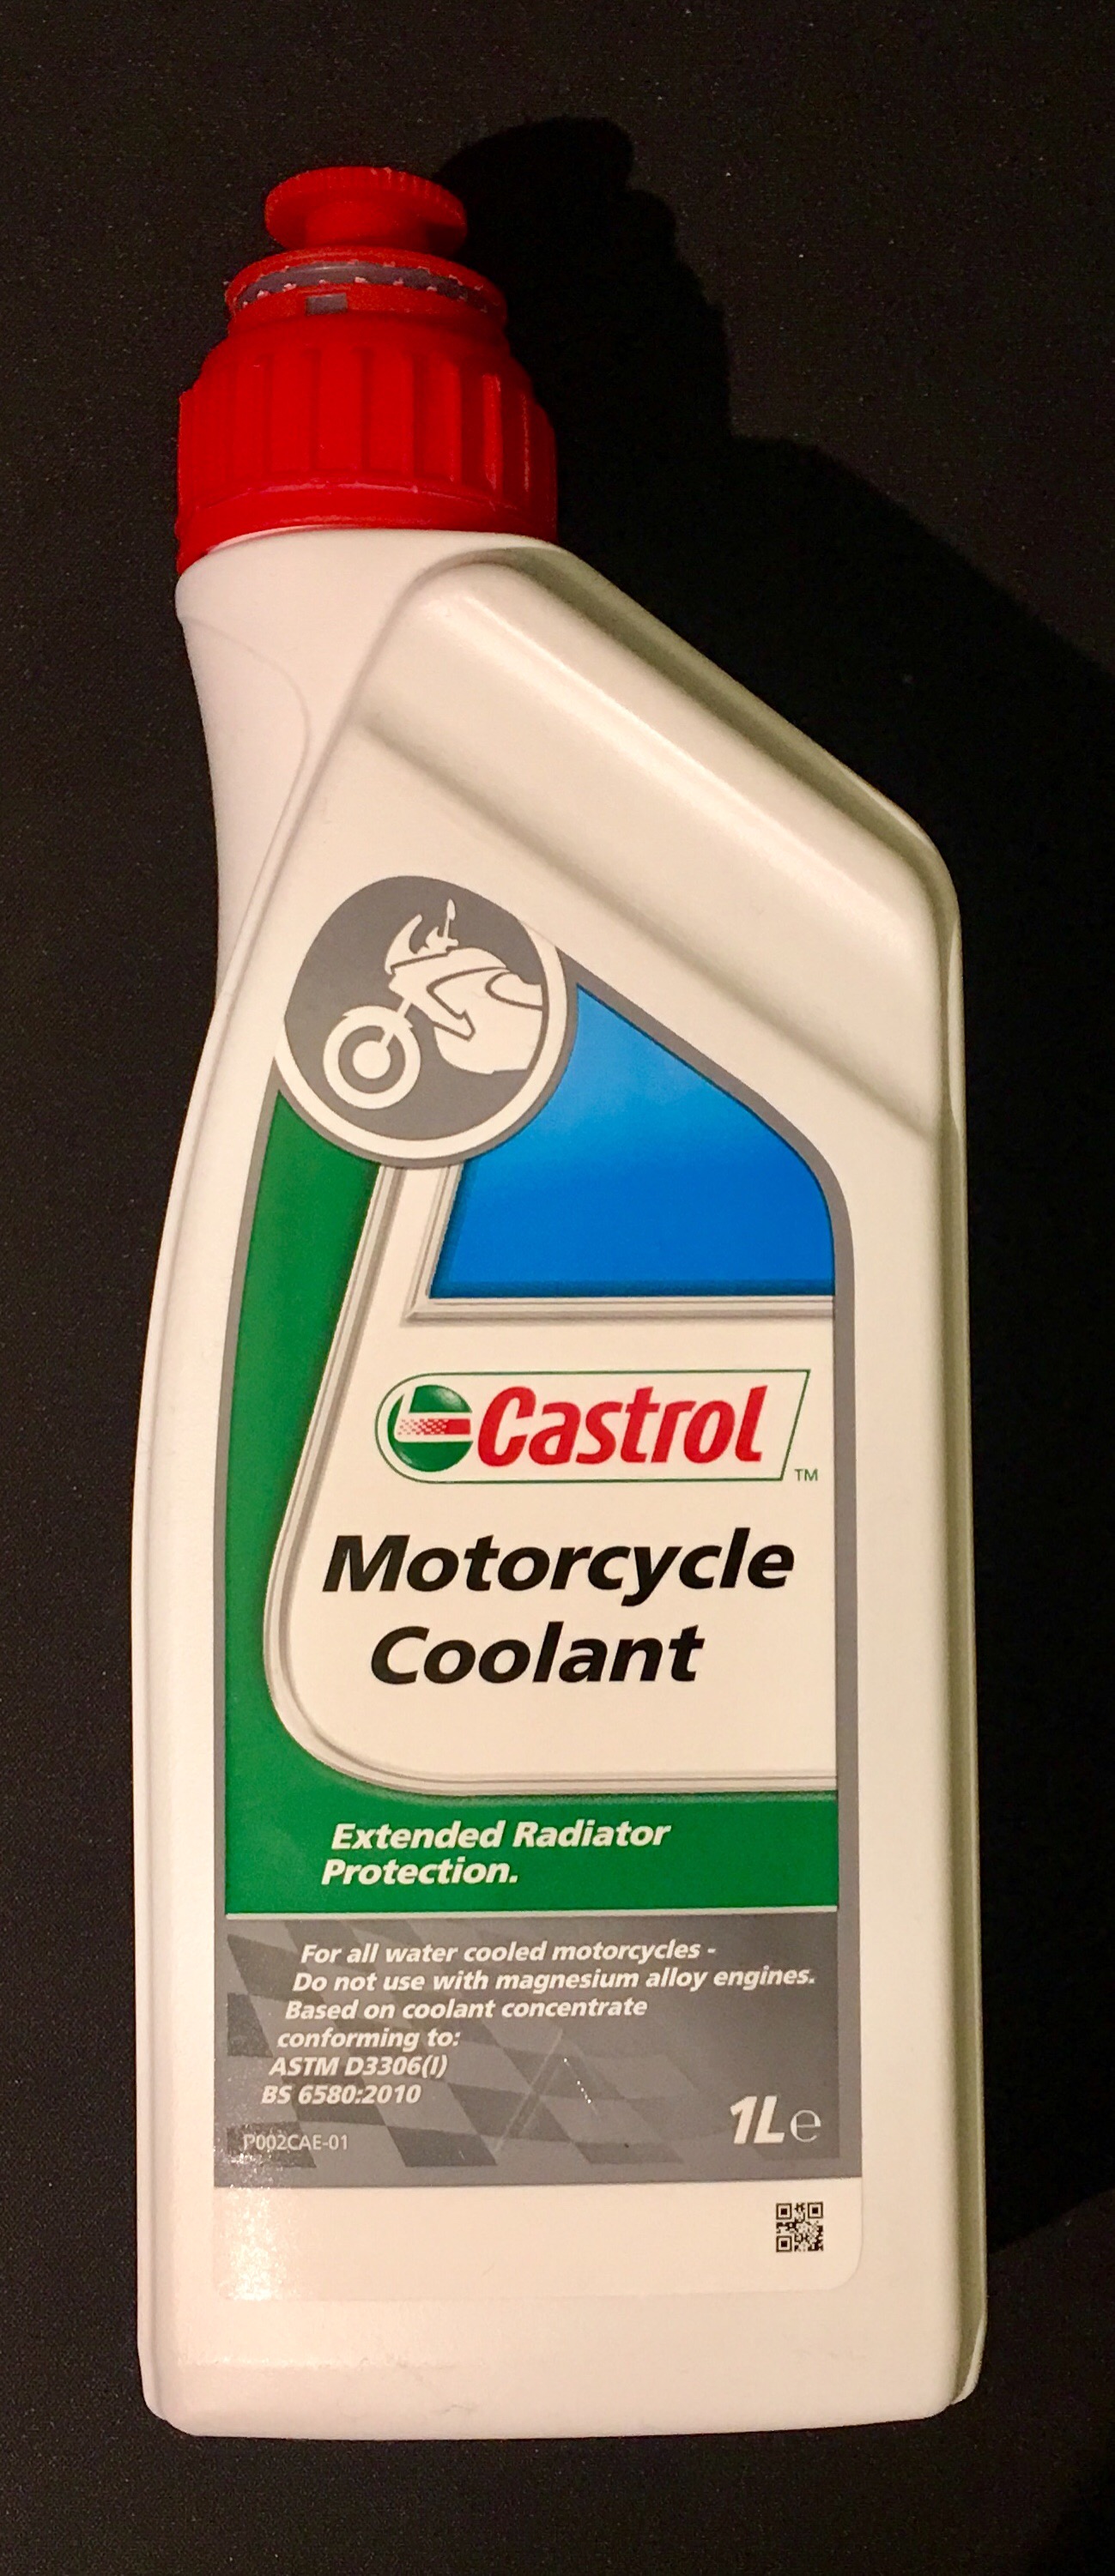 Castrol
TM
Motorcycle
Coolant
Extended Radiator
Protection.
For all water cooled motorcycles -
Do not use with magnesium alloy engines.
Based on coolant concentrate
conforming to:
ASTM D3306(I)
BS 6580:2010
P002CAE-01
1L e